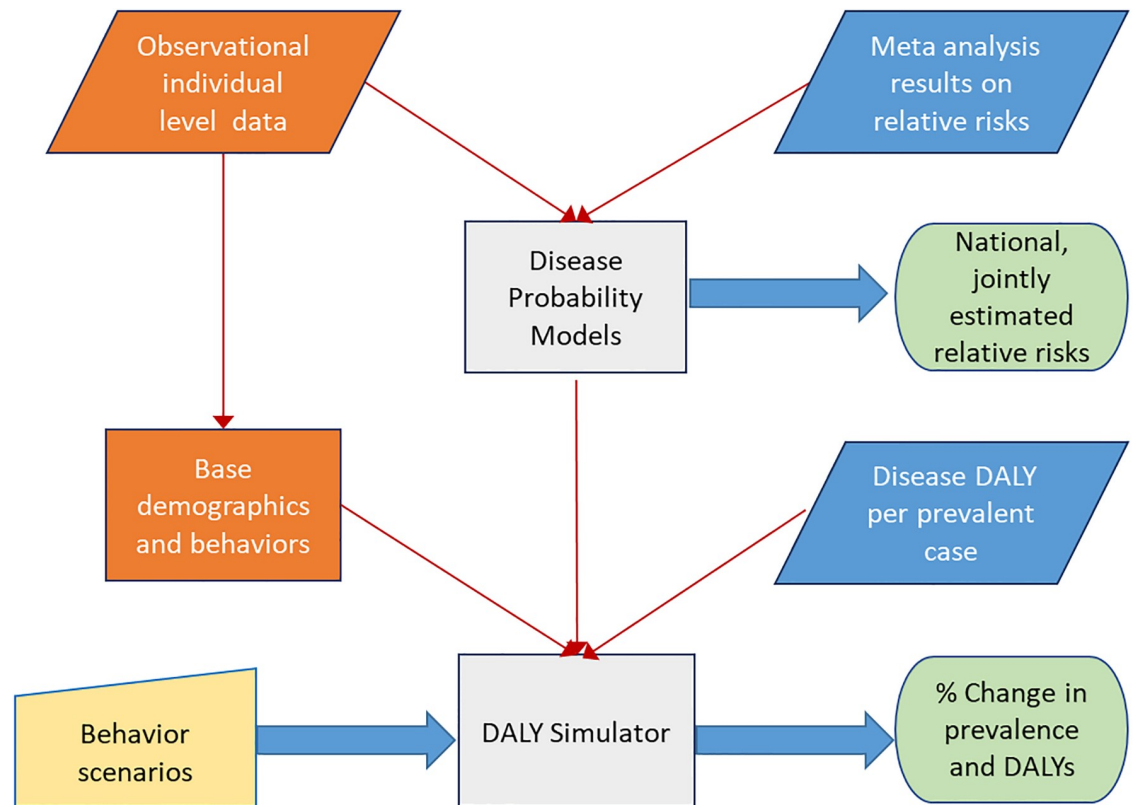 Observational
individual
level data
Meta analysis
results on
relative risks
Disease
Probability
Models
National,
jointly
estimated
relative risks
Base
demographics
and behaviors
Disease DALY
per prevalent
case
Behavior
scenarios
DALY Simulator
% Change in
prevalence
and DALYs